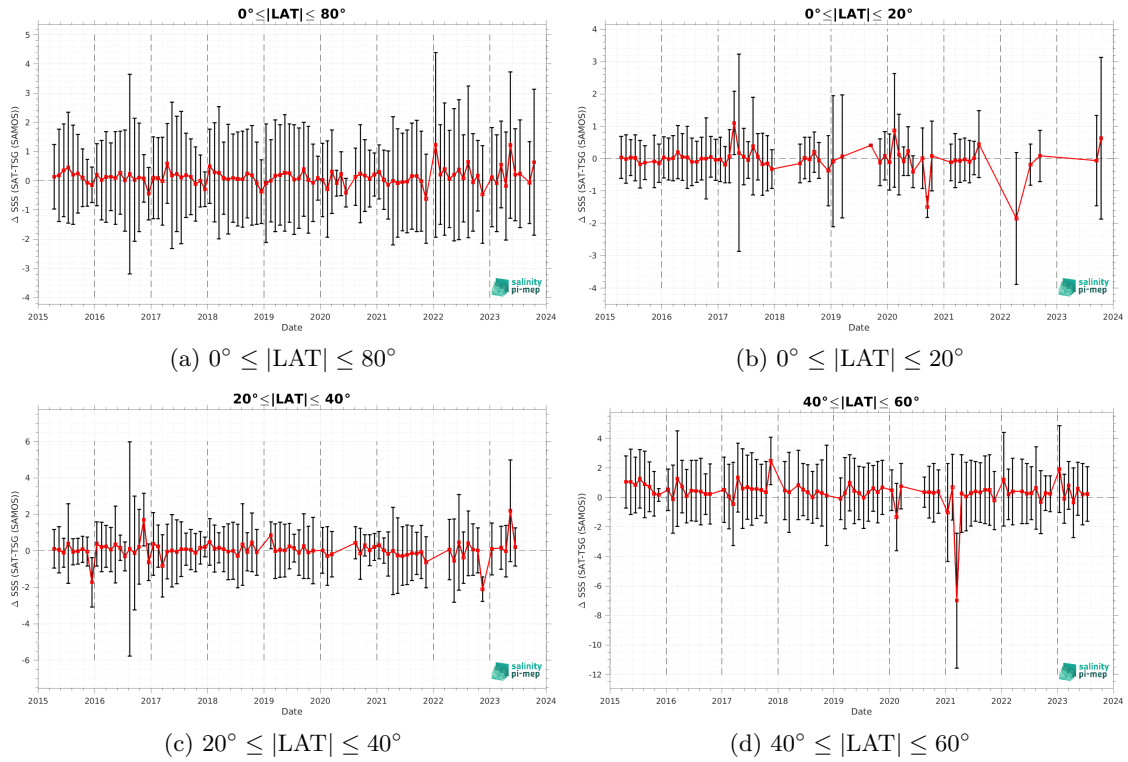 0°≤|LAT|≤ 80°
5
4
3
2
1
0
-1
-2
-3
-4
Δ SSS (SAT-TSG (SAMOS))
2015 2016 2017 2018 2019 2020 2021 2022 2023 2024
Date
salinity
pi-mep
(a) 0° ≤ |LAT| ≤ 80°
0°≤|LAT|≤ 20°
4
3
2
1
0
-1
-2
-3
-4
Δ SSS (SAT-TSG (SAMOS))
2015 2016 2017 2018 2019 2020 2021 2022 2023 2024
Date
salinity
pi-mep
(b) 0° ≤ |LAT| ≤ 20°
20°≤|LAT|≤ 40°
6
4
2
0
-2
-4
-6
Δ SSS (SAT-TSG (SAMOS))
2015 2016 2017 2018 2019 2020 2021 2022 2023 2024
Date
salinity
pi-mep
(c) 20° ≤ |LAT| ≤ 40°
40°≤|LAT|≤ 60°
4
2
0
-2
-4
-6
-8
-10
-12
Δ SSS (SAT-TSG (SAMOS))
2015 2016 2017 2018 2019 2020 2021 2022 2023 2024
Date
salinity
pi-mep
(d) 40° ≤ |LAT| ≤ 60°